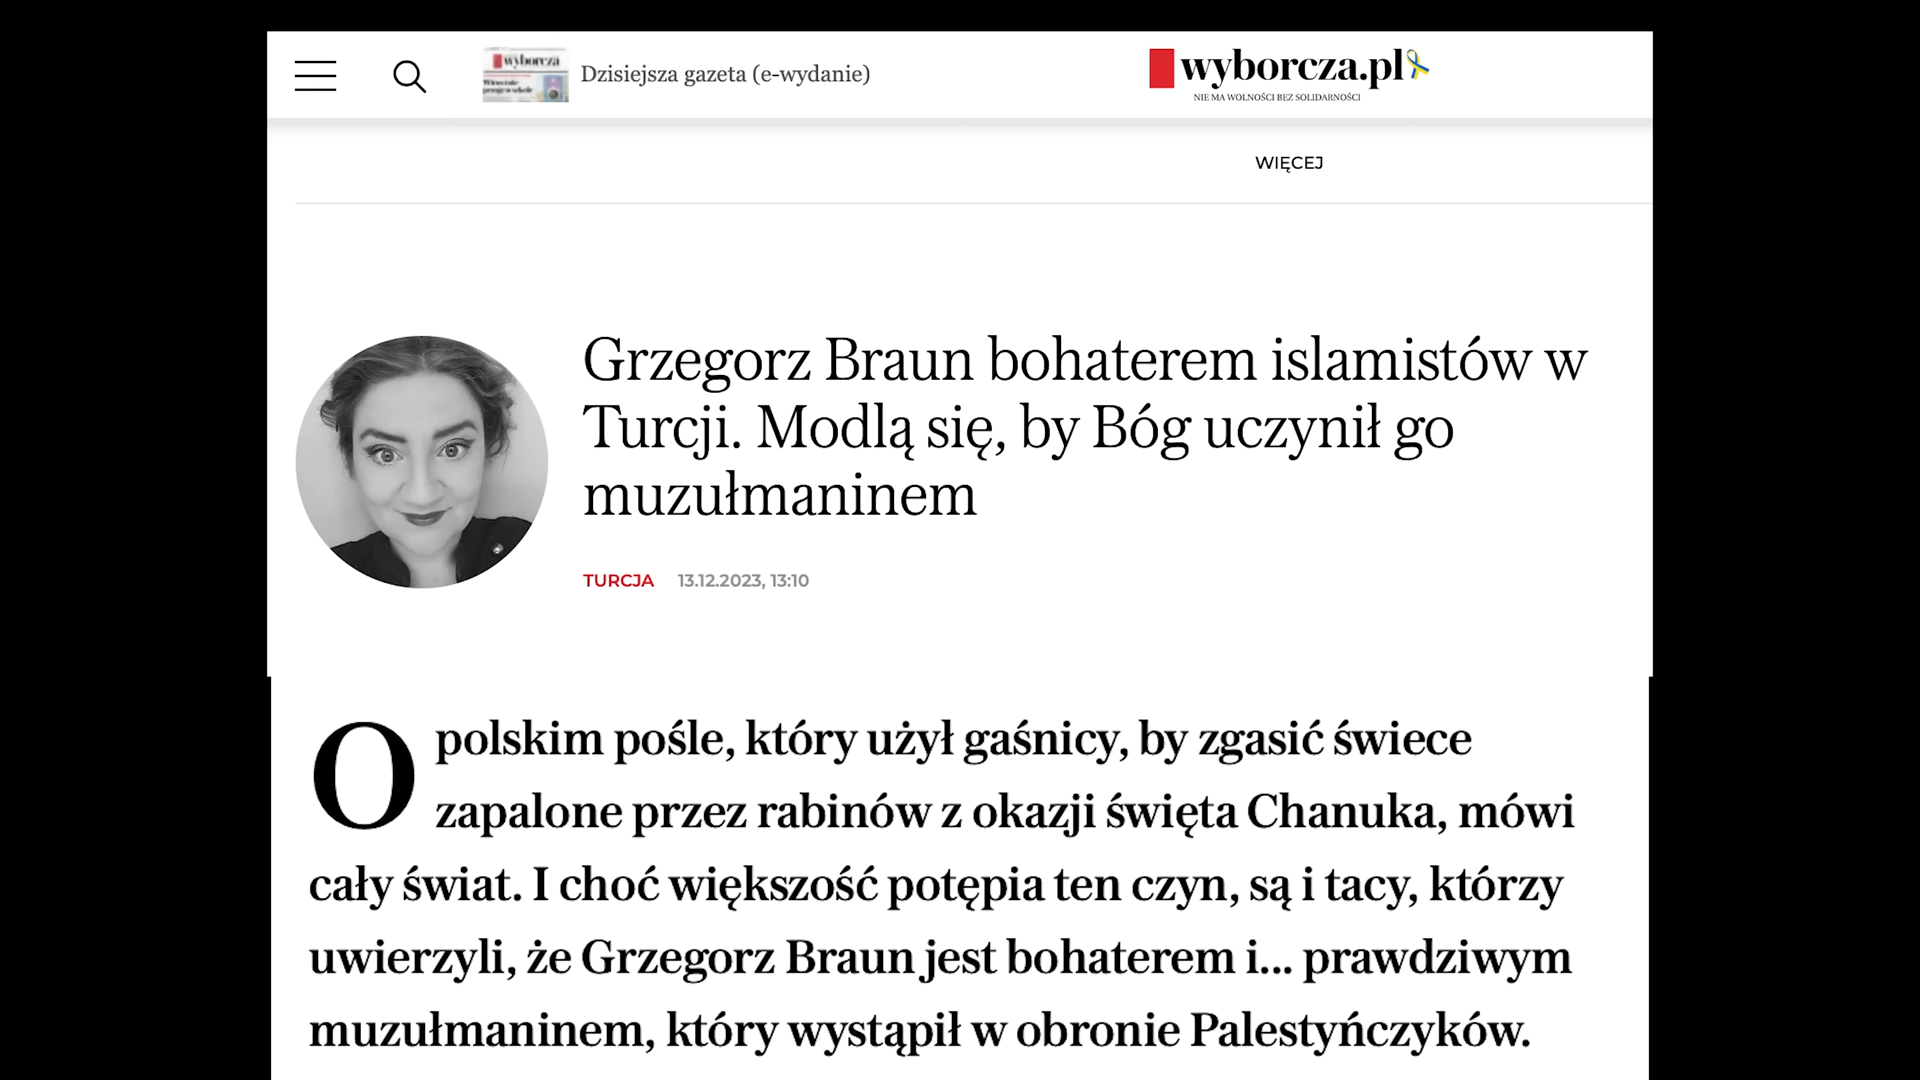 wyborcza
Dzisiejsza gazeta (e-wydanie)
wyborcza.pl
NIE MA WOLNOŚCI BEZ SOLIDARNOŚCI
WIĘCEJ
Grzegorz Braun bohaterem islamistów w
Turcji. Modlą się, by Bóg uczynił go
muzułmaninem
TURCJA 13.12.2023, 13:10
O polskim pośle, który użył gaśnicy, by zgasić świece
zapalone przez rabinów z okazji święta Chanuka, mówi
cały świat. I choć większość potępia ten czyn, są i tacy, którzy
uwierzyli, że Grzegorz Braun jest bohaterem i... prawdziwym
muzułmaninem, który wystąpił w obronie Palestyńczyków.